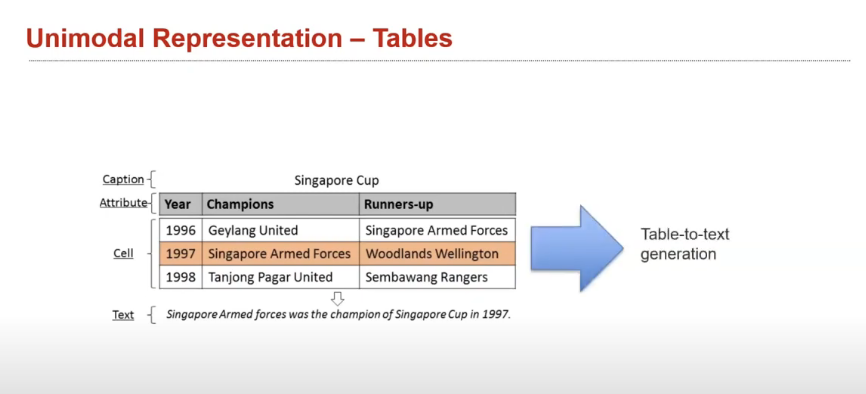 Unimodal Representation – Tables
Caption
Singapore Cup
Attribute
Year Champions Runners-up
1996 Geylang United Singapore Armed Forces
Cell
1997 Singapore Armed Forces Woodlands Wellington
1998 Tanjong Pagar United Sembawang Rangers
Text
Singapore Armed forces was the champion of Singapore Cup in 1997.
Table-to-text
generation